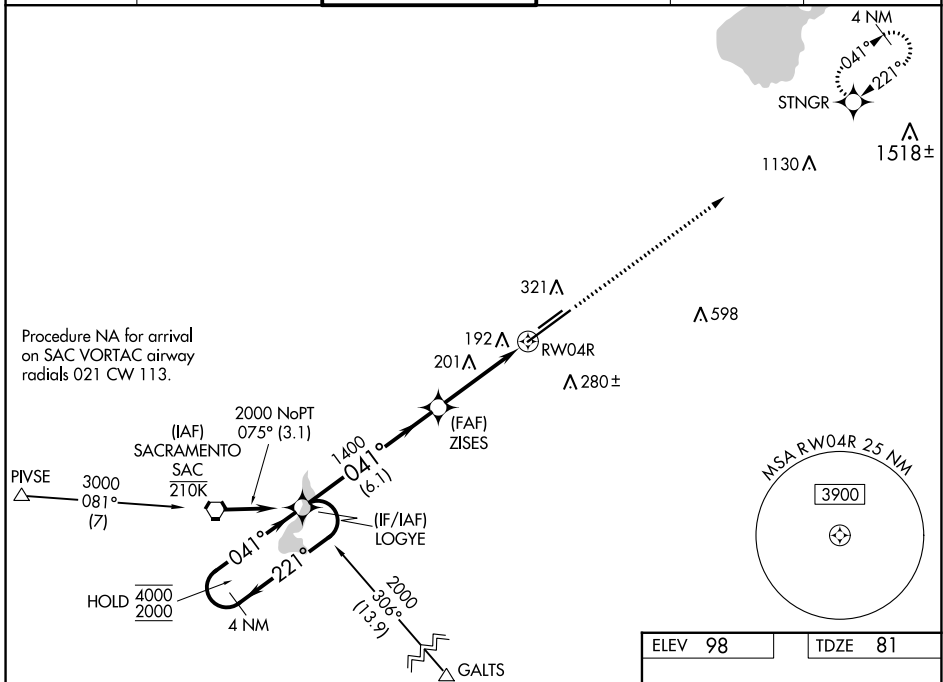 4 NM
041°
221°
STNGR
1518±
1130
321
598
Procedure NA for arrival
on SAC VORTAC airway
radials 021 CW 113.
192
RW04R
201
280±
(FAF)
ZISES
2000 NoPT
075° (3.1)
(IAF)
SACRAMENTO
SAC
210K
1400
041°
(6.1)
MSA RW04R 25 NM
3900
PIVSE
3000
081°
(7)
(IF/IAF)
LOGYE
041°
221°
HOLD 4000
2000
4 NM
2000
306°
(13.9)
GALTS
ELEV 98
TDZE 81